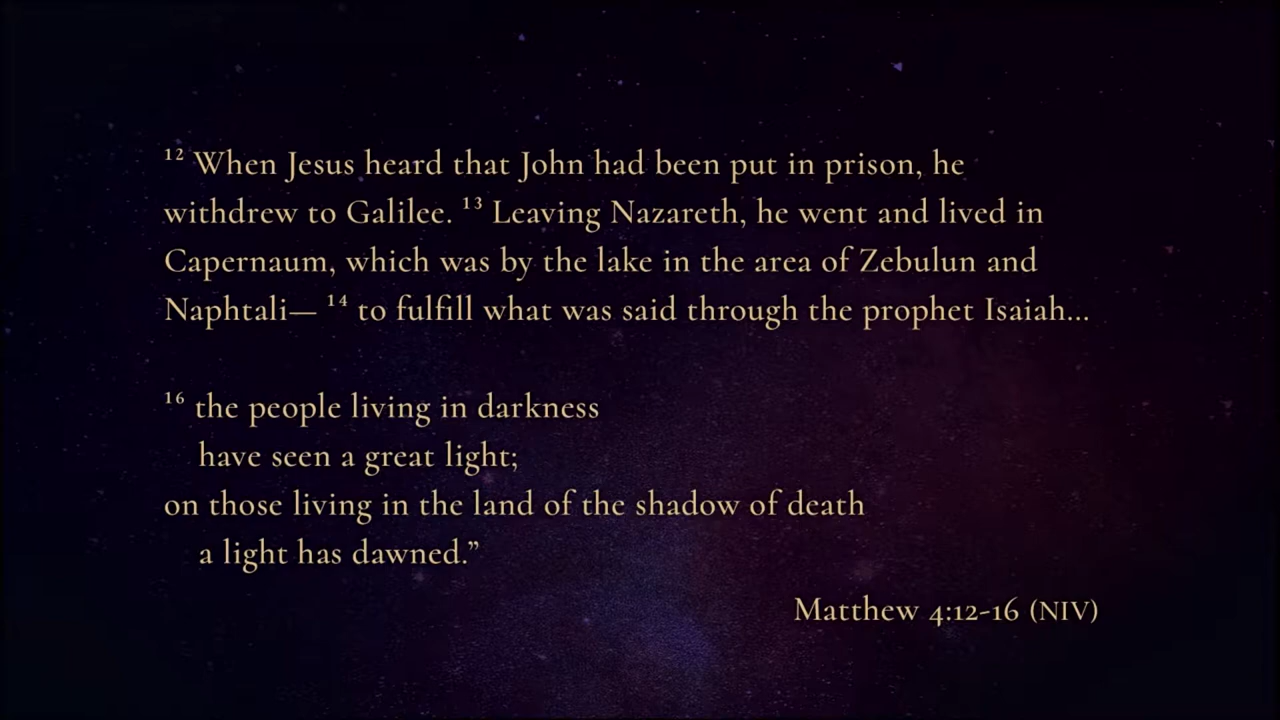 ¹² When Jesus heard that John had been put in prison, he
withdrew to Galilee. ¹³ Leaving Nazareth, he went and lived in
Capernaum, which was by the lake in the area of Zebulun and
Naphtali— ¹⁴ to fulfill what was said through the prophet Isaiah...
¹⁶ the people living in darkness
have seen a great light;
on those living in the land of the shadow of death
a light has dawned.”
Matthew 4:12-16 (NIV)